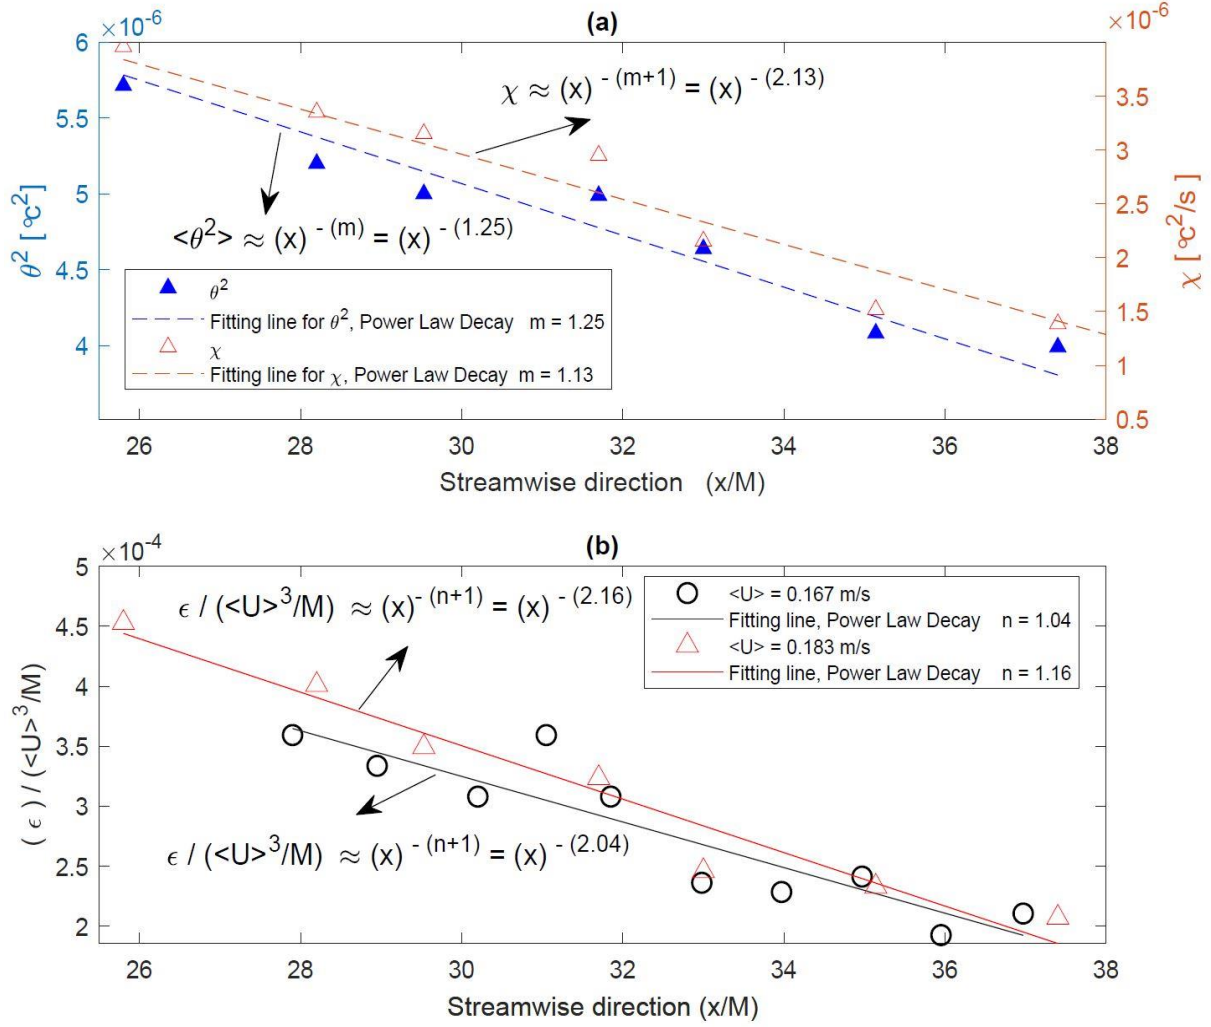 (a)
×10⁻⁶
×10⁻⁶
6
5.5
5
4.5
4
θ² [ ℃² ]
3.5
3
2.5
2
1.5
1
0.5
χ [ ℃²/s ]
χ ≈ (x) ⁻ ⁽ᵐ⁺¹⁾ = (x) ⁻ ⁽²·¹³⁾
<θ²> ≈ (x) ⁻ ⁽ᵐ⁾ = (x) ⁻ ⁽¹·²⁵⁾
θ²
Fitting line for θ², Power Law Decay m = 1.25
χ
Fitting line for χ, Power Law Decay m = 1.13
26 28 30 32 34 36 38
Streamwise direction (x/M)
(b)
×10⁻⁴
5
4.5
4
3.5
3
2.5
2
( ϵ ) / (<U>³/M)
ϵ / (<U>³/M) ≈ (x)⁻ ⁽ⁿ⁺¹⁾ = (x)⁻ ⁽²·¹⁶⁾
<U> = 0.167 m/s
Fitting line, Power Law Decay n = 1.04
<U> = 0.183 m/s
Fitting line, Power Law Decay n = 1.16
ϵ / (<U>³/M) ≈ (x) ⁻ ⁽ⁿ⁺¹⁾ = (x) ⁻ ⁽²·⁰⁴⁾
26 28 30 32 34 36 38
Streamwise direction (x/M)